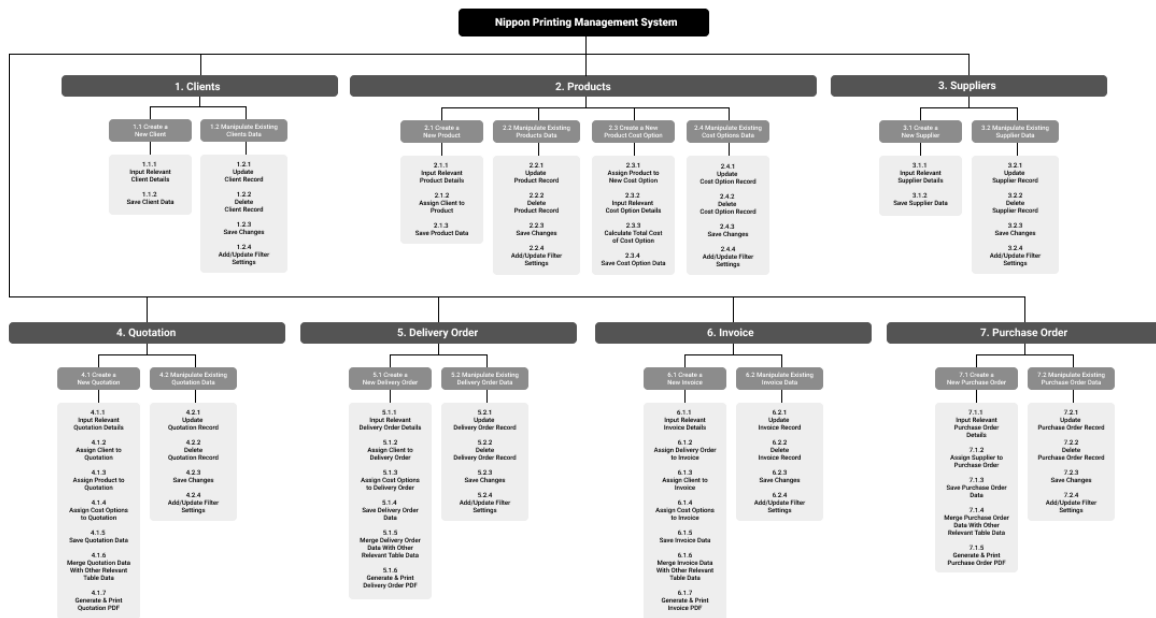 Nippon Printing Management System
1. Clients
2. Products
3. Suppliers
1.1 Create a
New Client
1.2 Manipulate Existing
Clients Data
2.1 Create a
New Product
2.2 Manipulate Existing
Products Data
2.3 Create a New
Product Cost Option
2.4 Manipulate Existing
Cost Options Data
3.1 Create a
New Supplier
3.2 Manipulate Existing
Supplier Data
1.1.1
Input Relevant
Client Details
1.1.2
Save Client Data
1.2.1
Update
Client Record
1.2.2
Delete
Client Record
1.2.3
Save Changes
1.2.4
Add/Update Filter
Settings
2.1.1
Input Relevant
Product Details
2.1.2
Assign Client to
Product
2.1.3
Save Product Data
2.2.1
Update
Product Record
2.2.2
Delete
Product Record
2.2.3
Save Changes
2.2.4
Add/Update Filter
Settings
2.3.1
Assign Product to
New Cost Option
2.3.2
Input Relevant
Cost Option Details
2.3.3
Calculate Total Cost
of Cost Option
2.3.4
Save Cost Option Data
2.4.1
Update
Cost Option Record
2.4.2
Delete
Cost Option Record
2.4.3
Save Changes
2.4.4
Add/Update Filter
Settings
3.1.1
Input Relevant
Supplier Details
3.1.2
Save Supplier Data
3.2.1
Update
Supplier Record
3.2.2
Delete
Supplier Record
3.2.3
Save Changes
3.2.4
Add/Update Filter
Settings
4. Quotation
5. Delivery Order
6. Invoice
7. Purchase Order
4.1 Create a
New Quotation
4.2 Manipulate Existing
Quotation Data
5.1 Create a
New Delivery Order
5.2 Manipulate Existing
Delivery Order Data
6.1 Create a
New Invoice
6.2 Manipulate Existing
Invoice Data
7.1 Create a
New Purchase Order
7.2 Manipulate Existing
Purchase Order Data
4.1.1
Input Relevant
Quotation Details
4.1.2
Assign Client to
Quotation
4.1.3
Assign Product to
Quotation
4.1.4
Assign Cost Options
to Quotation
4.1.5
Save Quotation Data
4.1.6
Merge Quotation Data
With Other Relevant
Table Data
4.1.7
Generate & Print
Quotation PDF
4.2.1
Update
Quotation Record
4.2.2
Delete
Quotation Record
4.2.3
Save Changes
4.2.4
Add/Update Filter
Settings
5.1.1
Input Relevant
Delivery Order Details
5.1.2
Assign Client to
Delivery Order
5.1.3
Assign Cost Options
to Delivery Order
5.1.4
Save Delivery Order
Data
5.1.5
Merge Delivery Order
Data With Other
Relevant Table Data
5.1.6
Generate & Print
Delivery Order PDF
5.2.1
Update
Delivery Order Record
5.2.2
Delete
Delivery Order Record
5.2.3
Save Changes
5.2.4
Add/Update Filter
Settings
6.1.1
Input Relevant
Invoice Details
6.1.2
Assign Delivery Order
to Invoice
6.1.3
Assign Client to
Invoice
6.1.4
Assign Cost Options
to Invoice
6.1.5
Save Invoice Data
6.1.6
Merge Invoice Data
With Other Relevant
Table Data
6.1.7
Generate & Print
Invoice PDF
6.2.1
Update
Invoice Record
6.2.2
Delete
Invoice Record
6.2.3
Save Changes
6.2.4
Add/Update Filter
Settings
7.1.1
Input Relevant
Purchase Order
Details
7.1.2
Assign Supplier to
Purchase Order
7.1.3
Save Purchase Order
Data
7.1.4
Merge Purchase Order
Data With Other
Relevant Table Data
7.1.5
Generate & Print
Purchase Order PDF
7.2.1
Update
Purchase Order Record
7.2.2
Delete
Purchase Order Record
7.2.3
Save Changes
7.2.4
Add/Update Filter
Settings